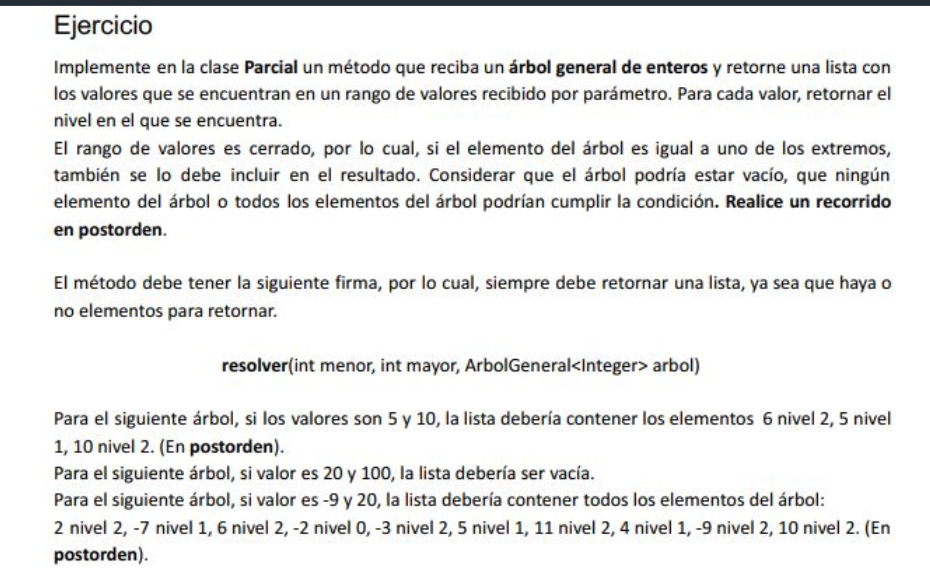 Ejercicio
Implemente en la clase Parcial un método que reciba un árbol general de enteros y retorne una lista con
los valores que se encuentran en un rango de valores recibido por parámetro. Para cada valor, retornar el
nivel en el que se encuentra.
El rango de valores es cerrado, por lo cual, si el elemento del árbol es igual a uno de los extremos,
también se lo debe incluir en el resultado. Considerar que el árbol podría estar vacío, que ningún
elemento del árbol o todos los elementos del árbol podrían cumplir la condición. Realice un recorrido
en postorden.
El método debe tener la siguiente firma, por lo cual, siempre debe retornar una lista, ya sea que haya o
no elementos para retornar.
resolver(int menor, int mayor, ArbolGeneral<Integer> arbol)
Para el siguiente árbol, si los valores son 5 y 10, la lista debería contener los elementos 6 nivel 2, 5 nivel
1, 10 nivel 2. (En postorden).
Para el siguiente árbol, si valor es 20 y 100, la lista debería ser vacía.
Para el siguiente árbol, si valor es -9 y 20, la lista debería contener todos los elementos del árbol:
2 nivel 2, -7 nivel 1, 6 nivel 2, -2 nivel 0, -3 nivel 2, 5 nivel 1, 11 nivel 2, 4 nivel 1, -9 nivel 2, 10 nivel 2. (En
postorden).